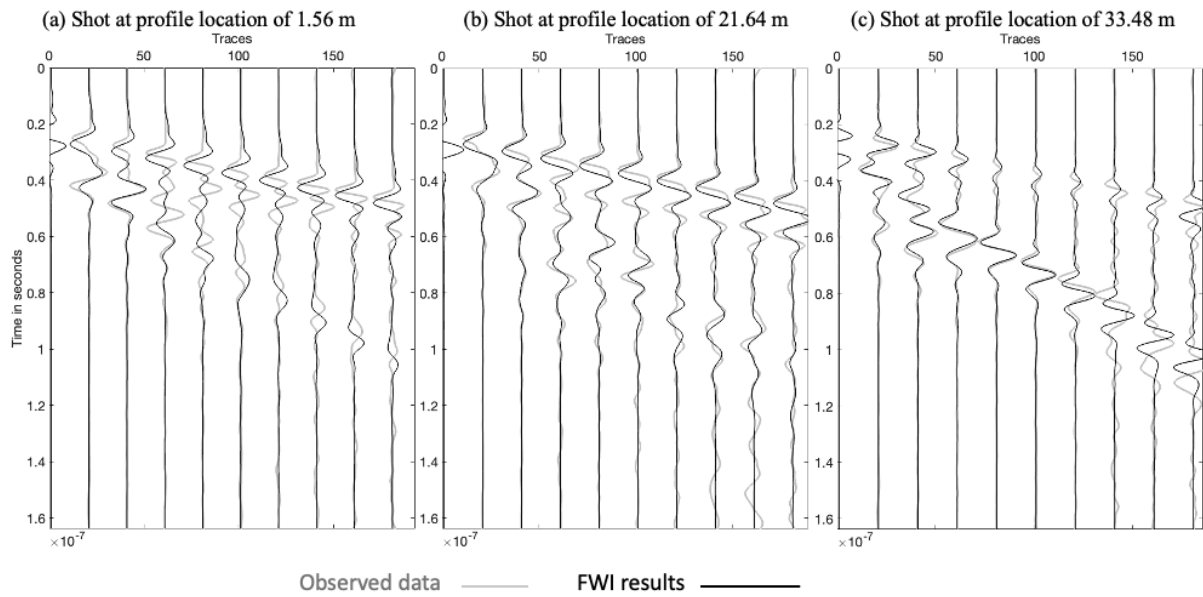 (a) Shot at profile location of 1.56 m (b) Shot at profile location of 21.64 m (c) Shot at profile location of 33.48 m
Traces Traces Traces
0 50 100 150 0 50 100 150 0 50 100 150
0 0 0
0.2 0.2 0.2
0.4 0.4 0.4
0.6 0.6 0.6
0.8 0.8 0.8
1 1 1
1.2 1.2 1.2
1.4 1.4 1.4
1.6 1.6 1.6
Time in seconds
×10-7 ×10-7 ×10-7
Observed data FWI results